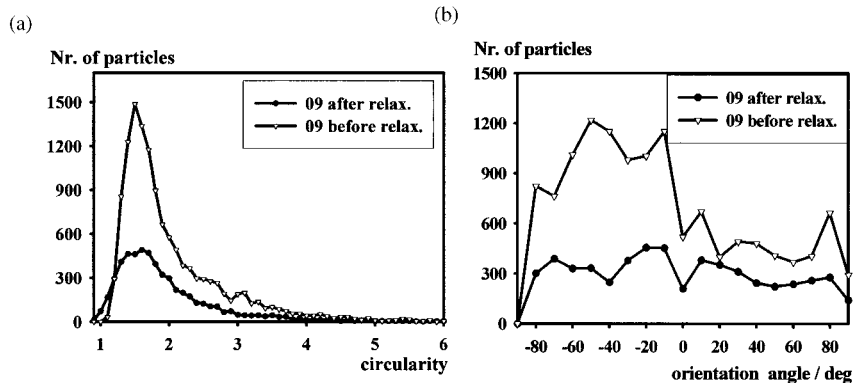 (a)
Nr. of particles
1500
1200
900
600
300
0
1 2 3 4 5 6
circularity
09 after relax.
09 before relax.
(b)
Nr. of particles
1500
1200
900
600
300
0
-80 -60 -40 -20 0 20 40 60 80
orientation angle / deg
09 after relax.
09 before relax.